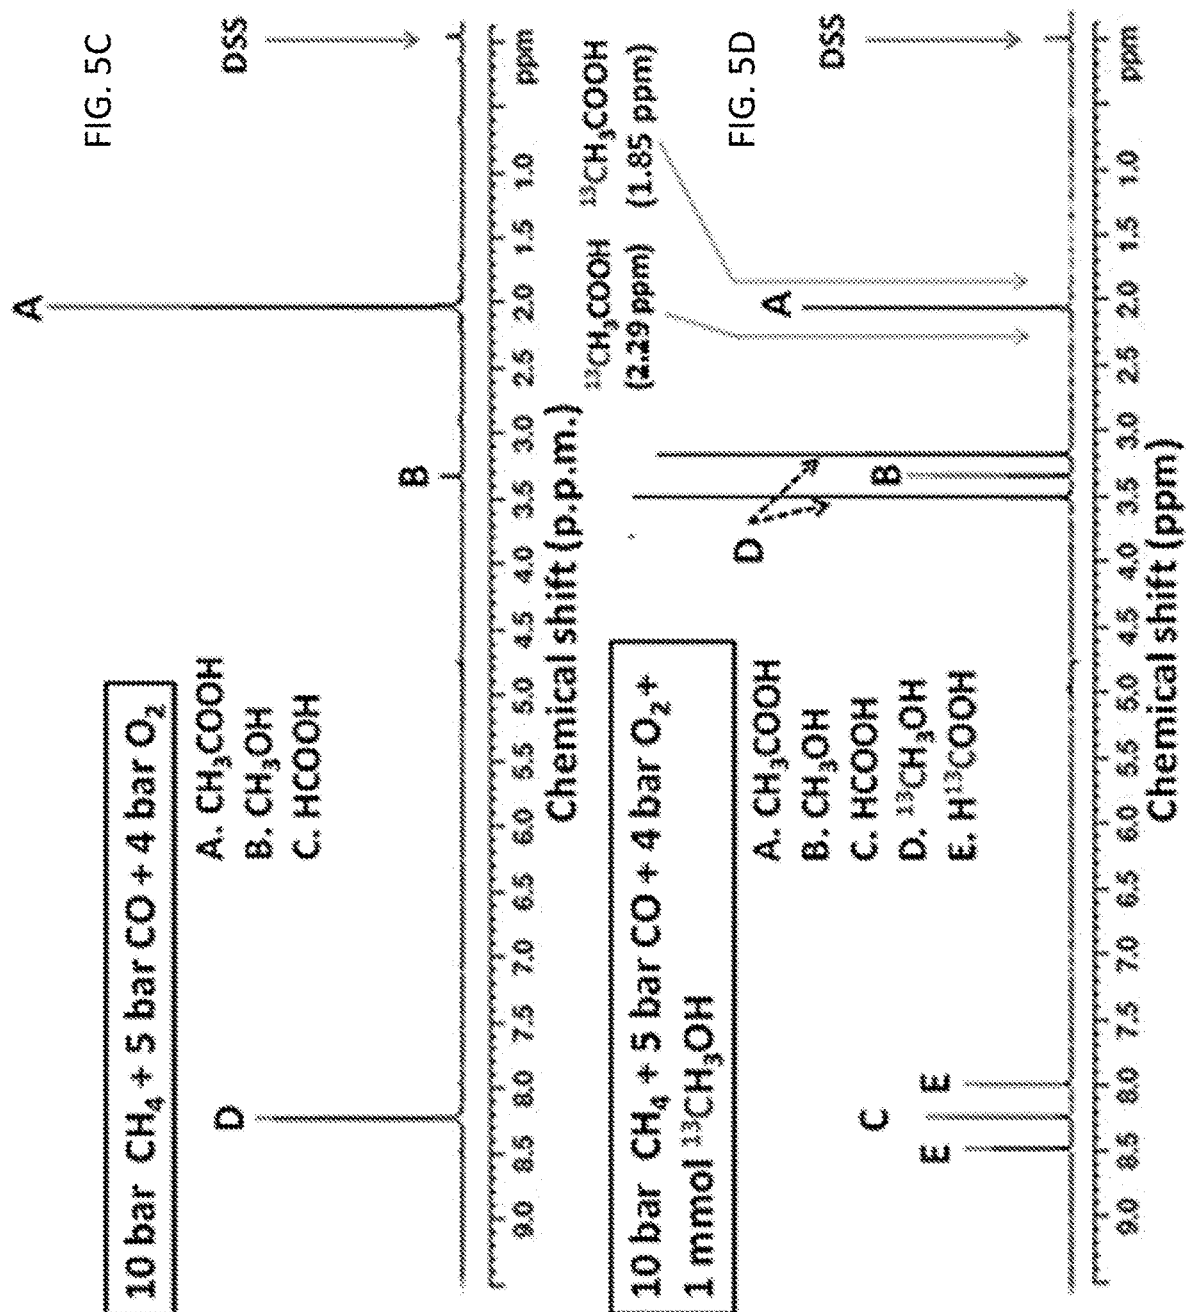 FIG. 5C
10 bar CH₄ + 5 bar CO + 4 bar O₂
A. CH₃COOH
B. CH₃OH
C. HCOOH
D
B
A
DSS
9.0 8.5 8.0 7.5 7.0 6.5 6.0 5.5 5.0 4.5 4.0 3.5 3.0 2.5 2.0 1.5 1.0 ppm
Chemical shift (p.p.m.)
FIG. 5D
10 bar CH₄ + 5 bar CO + 4 bar O₂ +
1 mmol ¹³CH₃OH
A. CH₃COOH
B. CH₃OH
C. HCOOH
D. ¹³CH₃OH
E. H¹³COOH
E
C
E
D
B
A
¹³CH₃COOH
(2.29 ppm)
¹³CH₃COOH
(1.85 ppm)
DSS
9.0 8.5 8.0 7.5 7.0 6.5 6.0 5.5 5.0 4.5 4.0 3.5 3.0 2.5 2.0 1.5 1.0 ppm
Chemical shift (ppm)